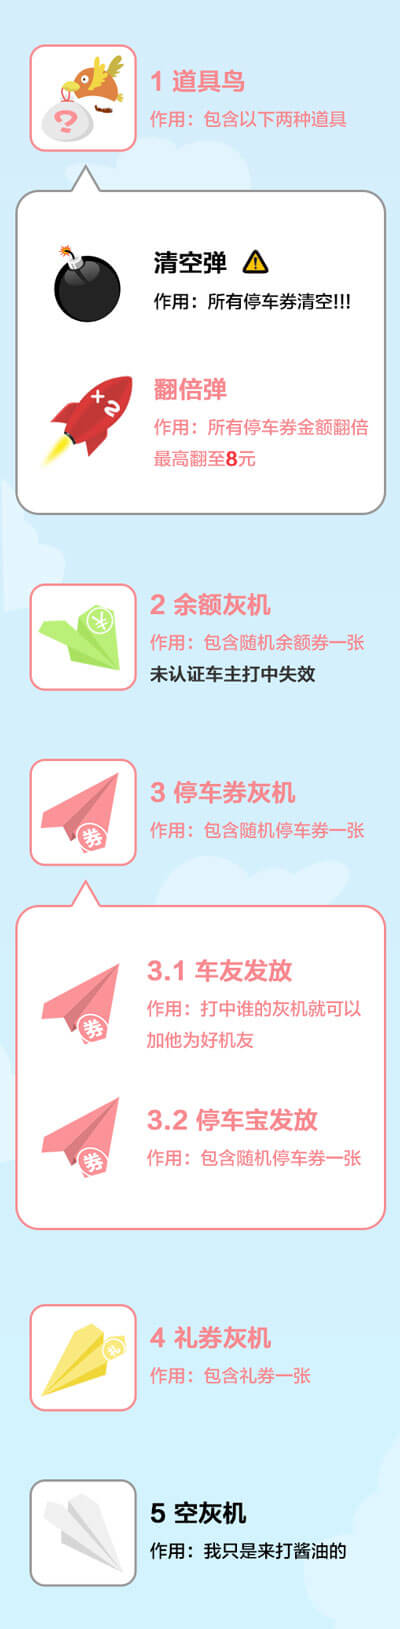 ?
1 道具鸟
作用：包含以下两种道具
清空弹
作用：所有停车券清空!!!
×2
翻倍弹
作用：所有停车券金额翻倍
最高翻至8元
¥
2 余额灰机
作用：包含随机余额券一张
未认证车主打中失效
券
3 停车券灰机
作用：包含随机停车券一张
券
3.1 车友发放
作用：打中谁的灰机就可以
加他为好机友
券
3.2 停车宝发放
作用：包含随机停车券一张
礼
4 礼券灰机
作用：包含礼券一张
5 空灰机
作用：我只是来打酱油的